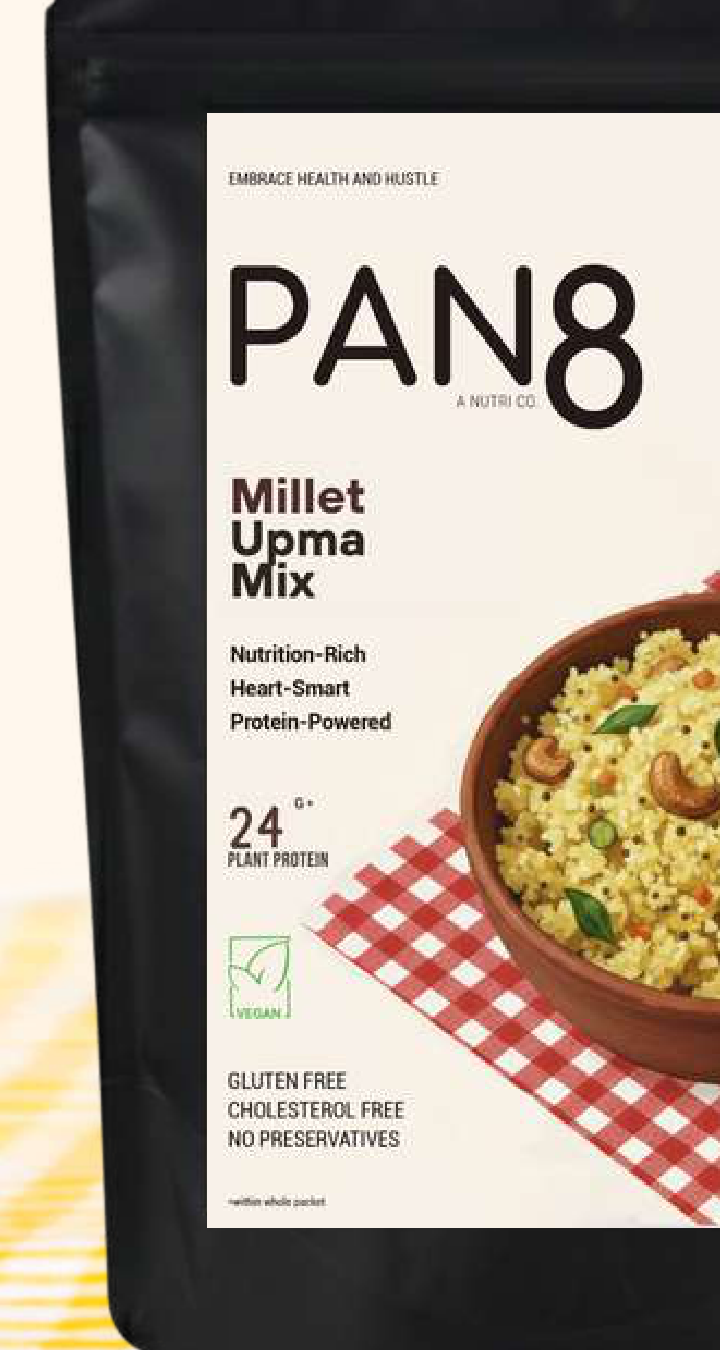 EMBRACE HEALTH AND HUSTLE
PAN8
A NUTRI CO.
Millet
Upma
Mix
Nutrition-Rich
Heart-Smart
Protein-Powered
24 G*
PLANT PROTEIN
VEGAN
GLUTEN FREE
CHOLESTEROL FREE
NO PRESERVATIVES
*within whole packet